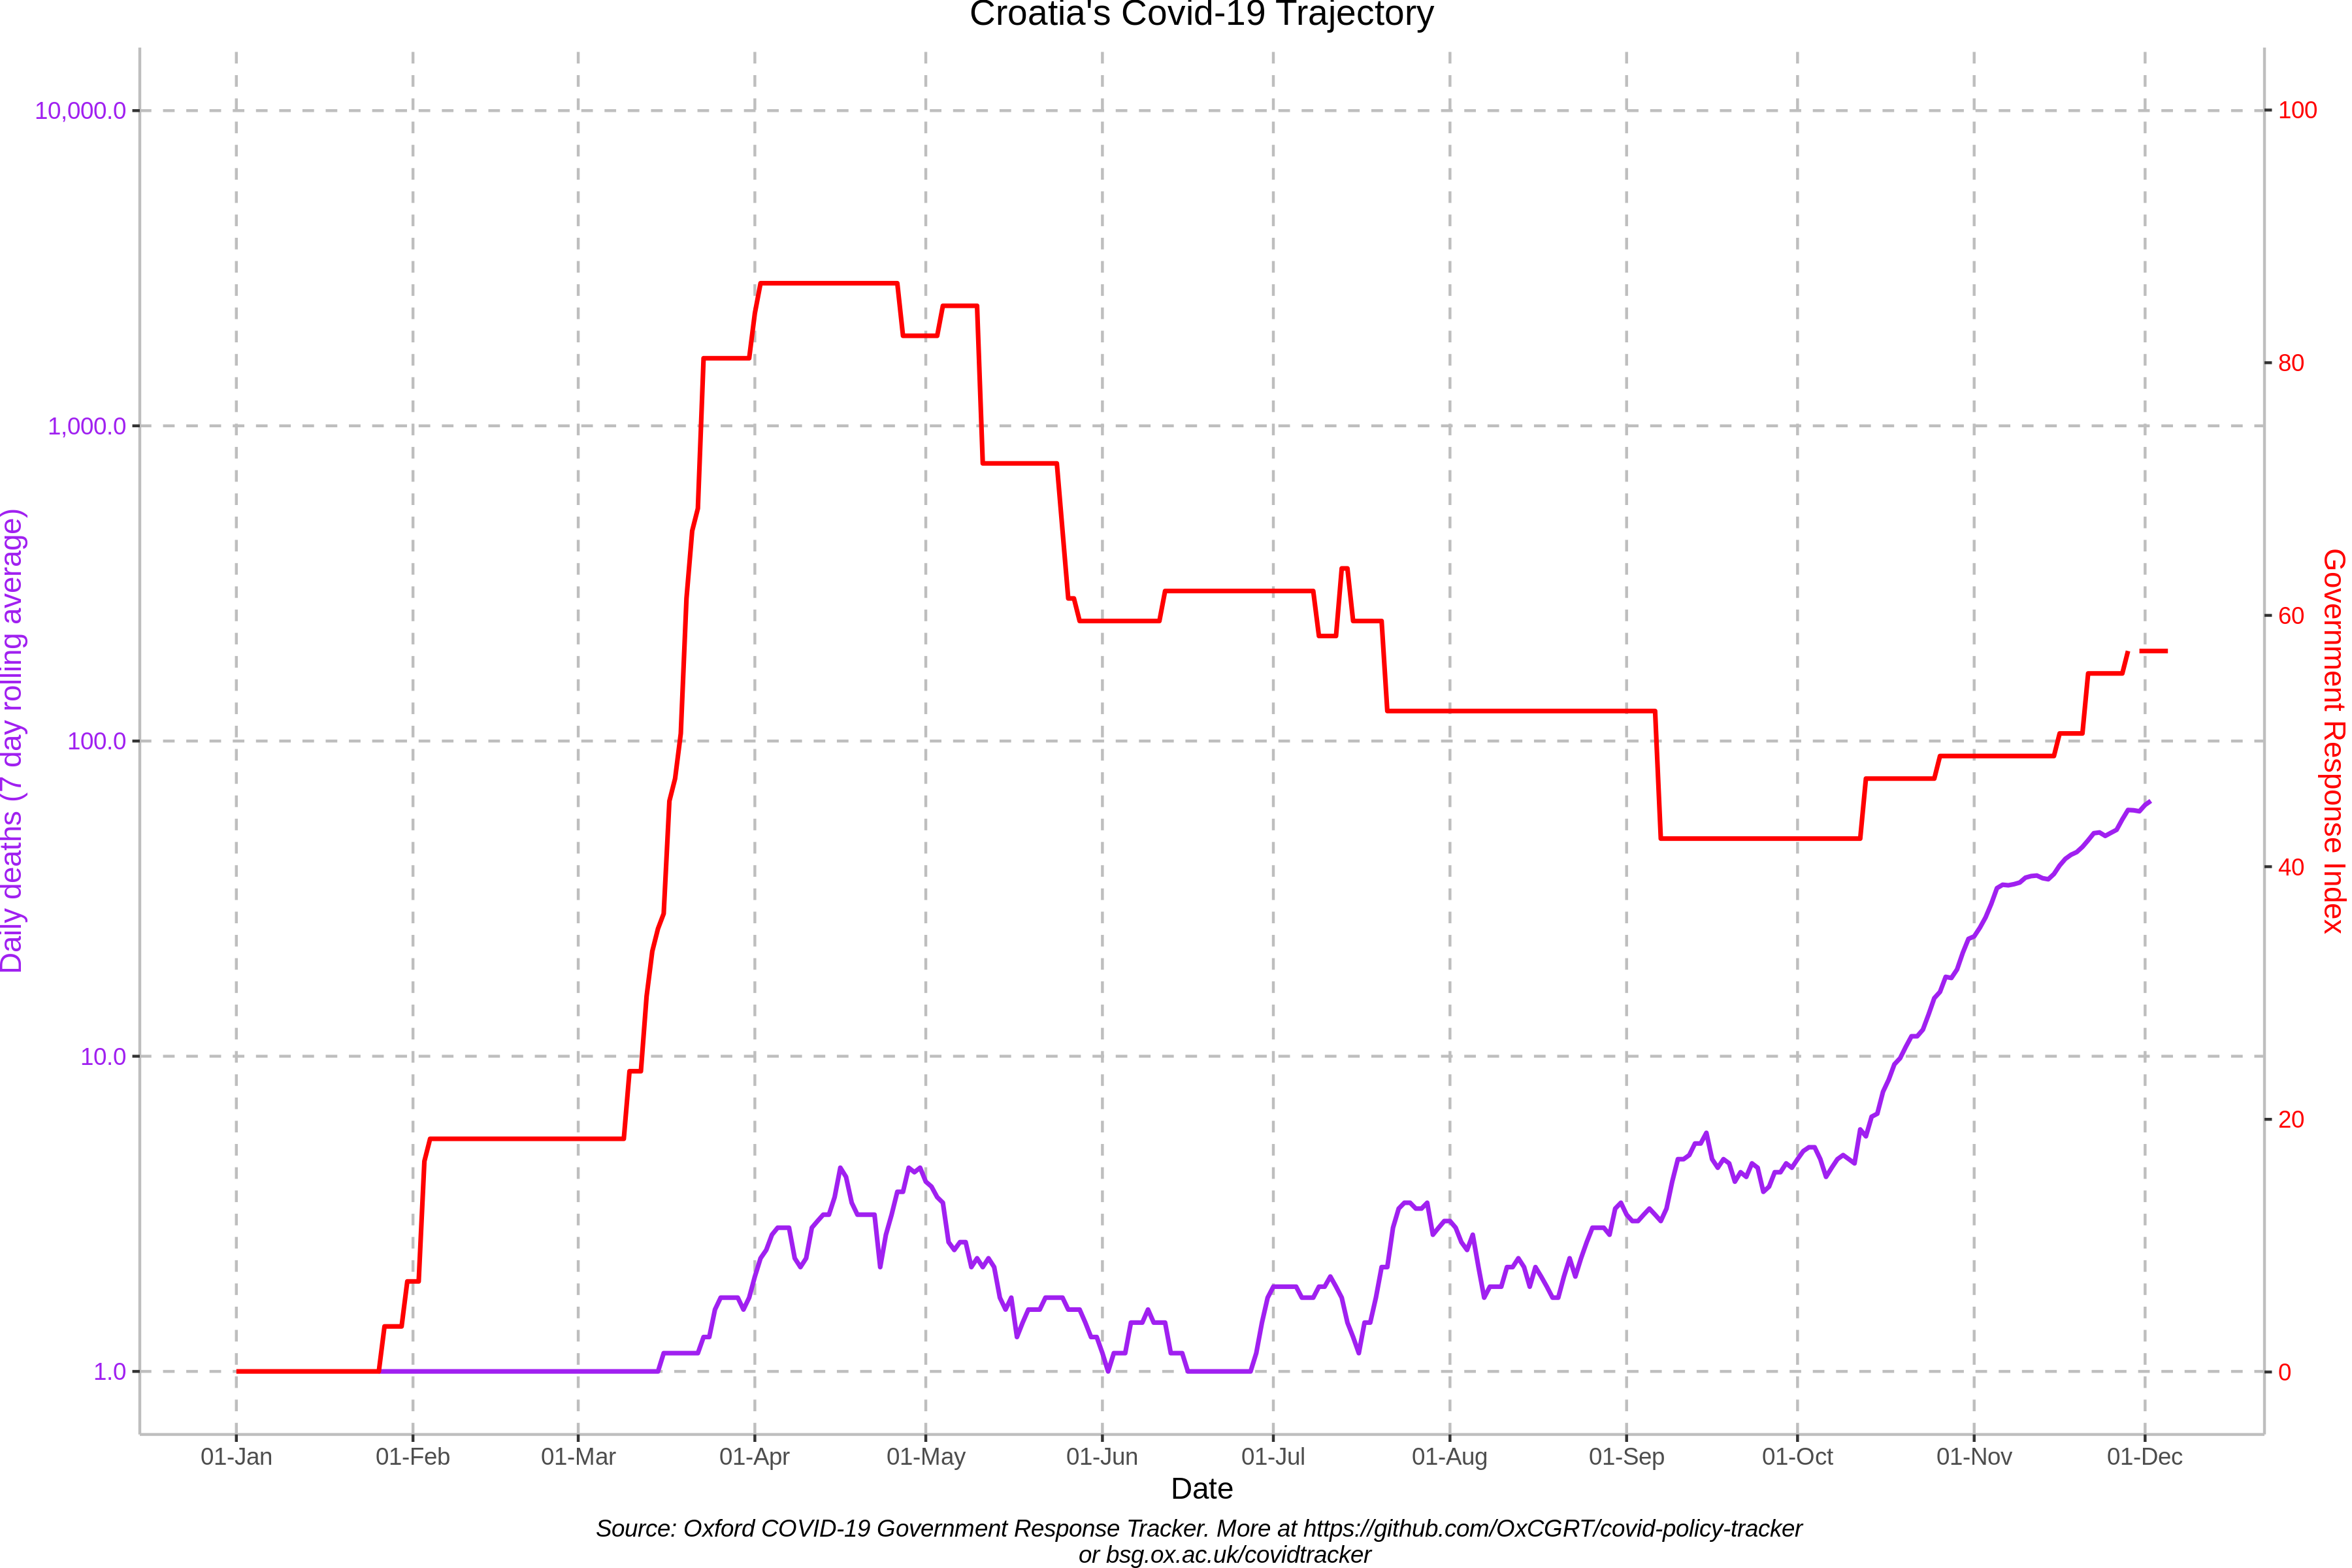 Croatia's Covid-19 Trajectory
10,000.0
1,000.0
100.0
10.0
1.0
Daily deaths (7 day rolling average)
100
80
60
40
20
0
Government Response Index
01-Jan 01-Feb 01-Mar 01-Apr 01-May 01-Jun 01-Jul 01-Aug 01-Sep 01-Oct 01-Nov 01-Dec
Date
Source: Oxford COVID-19 Government Response Tracker. More at https://github.com/OxCGRT/covid-policy-tracker
or bsg.ox.ac.uk/covidtracker